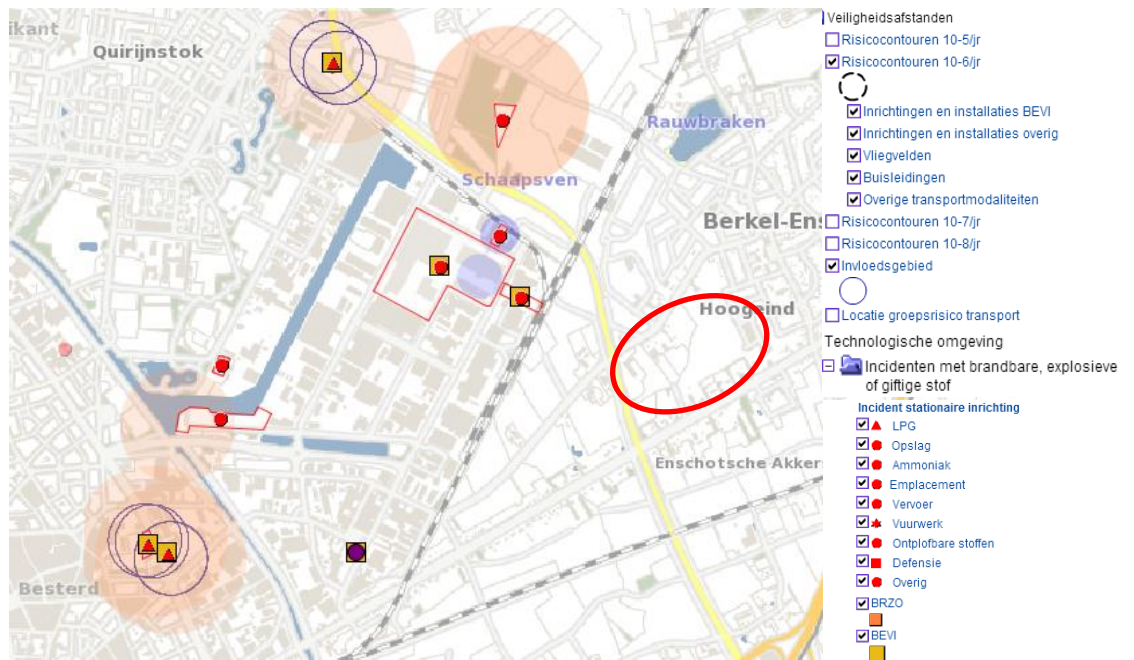 ikant
Quirijnstok
Rauwbraken
Schaapsven
Berkel-En
Hoogeind
Enschotsche Akker
Besterd
Veiligheidsafstanden
Risicocontouren 10-5/jr
Risicocontouren 10-6/jr
Inrichtingen en installaties BEVI
Inrichtingen en installaties overig
Vliegvelden
Buisleidingen
Overige transportmodaliteiten
Risicocontouren 10-7/jr
Risicocontouren 10-8/jr
Invloedsgebied
Locatie groepsrisico transport
Technologische omgeving
Incidenten met brandbare, explosieve
of giftige stof
Incident stationaire inrichting
LPG
Opslag
Ammoniak
Emplacement
Vervoer
Vuurwerk
Ontplofbare stoffen
Defensie
Overig
BRZO
BEVI